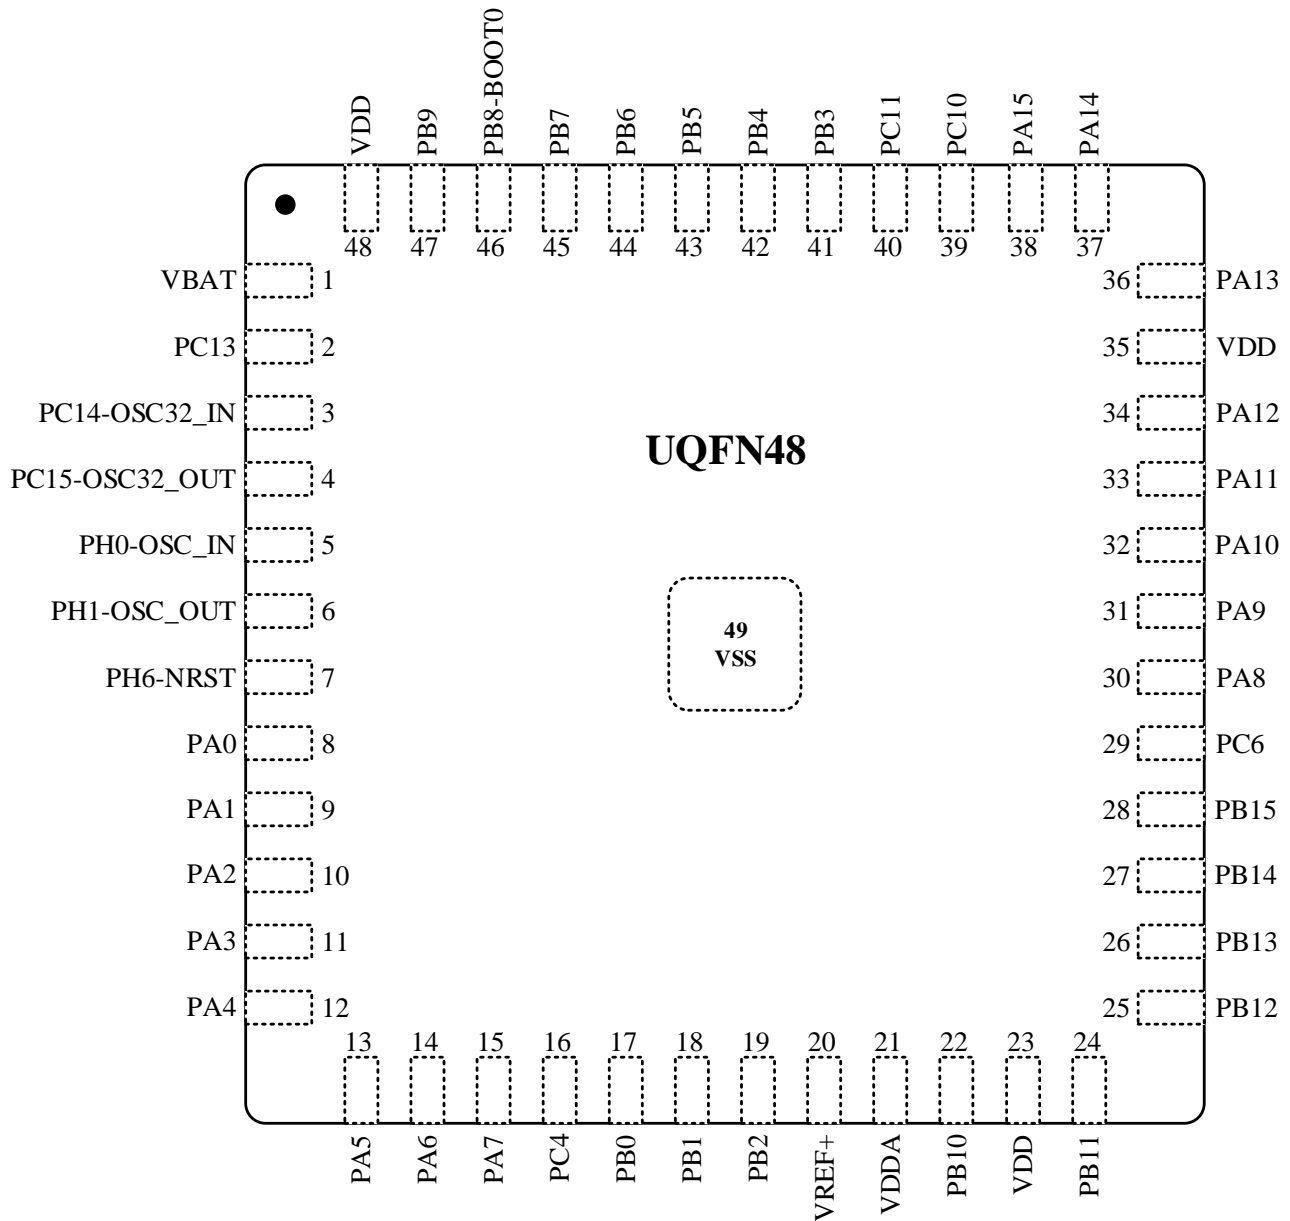 VDD
PB9
PB8-BOOT0
PB7
PB6
PB5
PB4
PB3
PC11
PC10
PA15
PA14
48
47
46
45
44
43
42
41
40
39
38
37
VBAT 1
PC13 2
PC14-OSC32_IN 3
PC15-OSC32_OUT 4
PH0-OSC_IN 5
PH1-OSC_OUT 6
PH6-NRST 7
PA0 8
PA1 9
PA2 10
PA3 11
PA4 12
UQFN48
49
VSS
36 PA13
35 VDD
34 PA12
33 PA11
32 PA10
31 PA9
30 PA8
29 PC6
28 PB15
27 PB14
26 PB13
25 PB12
13
14
15
16
17
18
19
20
21
22
23
24
PA5
PA6
PA7
PC4
PB0
PB1
PB2
VREF+
VDDA
PB10
VDD
PB11